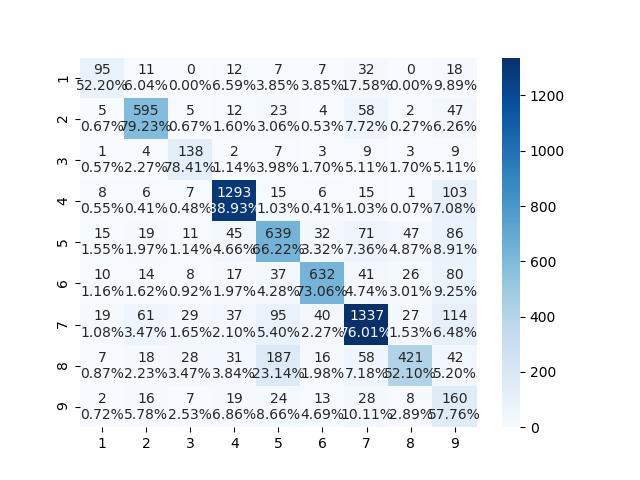 95 11 0 12 7 7 32 0 18
1 52.20% 6.04% 0.00% 6.59% 3.85% 3.85% 17.58% 0.00% 9.89%
5 595 5 12 23 4 58 2 47
2 0.67% 79.23% 0.67% 1.60% 3.06% 0.53% 7.72% 0.27% 6.26%
1 4 138 2 7 3 9 3 9
3 0.57% 2.27% 78.41% 1.14% 3.98% 1.70% 5.11% 1.70% 5.11%
8 6 7 1293 15 6 15 1 103
4 0.55% 0.41% 0.48% 88.93% 1.03% 0.41% 1.03% 0.07% 7.08%
15 19 11 45 639 32 71 47 86
5 1.55% 1.97% 1.14% 4.66% 66.22% 3.32% 7.36% 4.87% 8.91%
10 14 8 17 37 632 41 26 80
6 1.16% 1.62% 0.92% 1.97% 4.28% 73.06% 4.74% 3.01% 9.25%
19 61 29 37 95 40 1337 27 114
7 1.08% 3.47% 1.65% 2.10% 5.40% 2.27% 76.01% 1.53% 6.48%
7 18 28 31 187 16 58 421 42
8 0.87% 2.23% 3.47% 3.84% 23.14% 1.98% 7.18% 52.10% 5.20%
2 16 7 19 24 13 28 8 160
9 0.72% 5.78% 2.53% 6.86% 8.66% 4.69% 10.11% 2.89% 57.76%
1 2 3 4 5 6 7 8 9
1200
1000
800
600
400
200
0